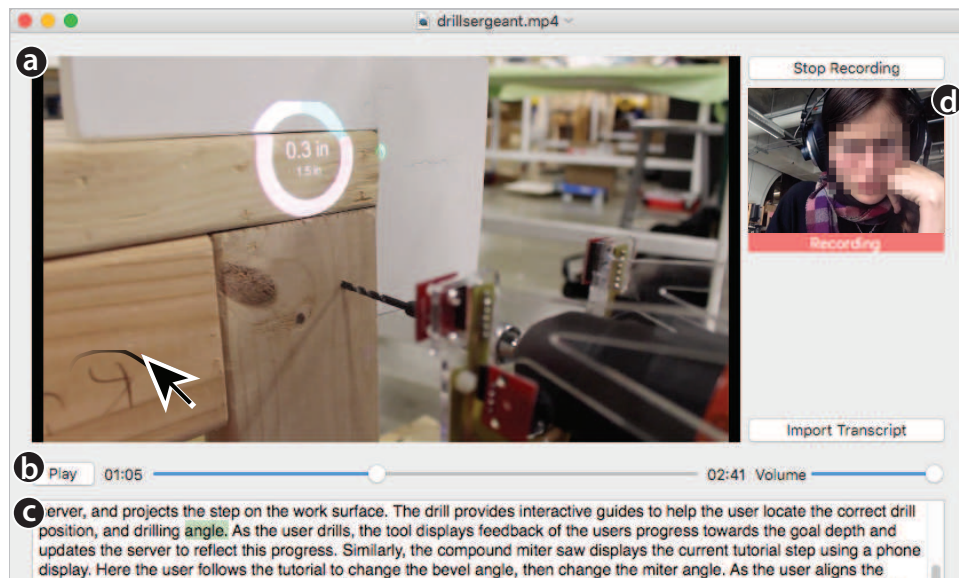 drillsergeant.mp4
a
Stop Recording
d
0.3 in
1.5 in
Recording
Import Transcript
b
Play 01:05 02:41 Volume
c
server, and projects the step on the work surface. The drill provides interactive guides to help the user locate the correct drill
position, and drilling angle. As the user drills, the tool displays feedback of the users progress towards the goal depth and
updates the server to reflect this progress. Similarly, the compound miter saw displays the current tutorial step using a phone
display. Here the user follows the tutorial to change the bevel angle, then change the miter angle. As the user aligns the